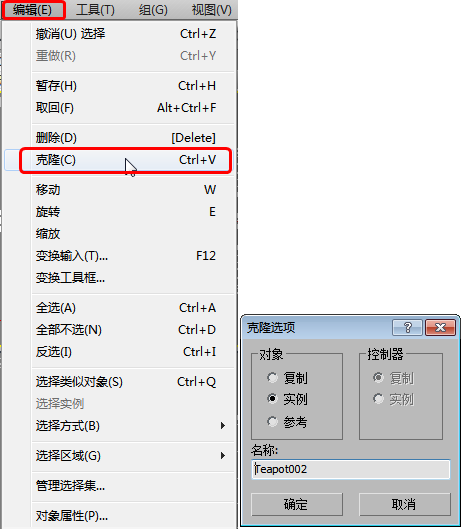 编辑(E) 工具(T) 组(G) 视图(V)
撤消(U) 选择 Ctrl+Z
重做(R) Ctrl+Y
暂存(H) Ctrl+H
取回(F) Alt+Ctrl+F
删除(D) [Delete]
克隆(C) Ctrl+V
移动 W
旋转 E
缩放
变换输入(T)... F12
变换工具框...
全选(A) Ctrl+A
全部不选(N) Ctrl+D
反选(I) Ctrl+I
选择类似对象(S) Ctrl+Q
选择实例
选择方式(B)
选择区域(G)
管理选择集...
对象属性(P)...
克隆选项
对象 控制器
复制 复制
实例 实例
参考
名称:
Teapot002
确定 取消